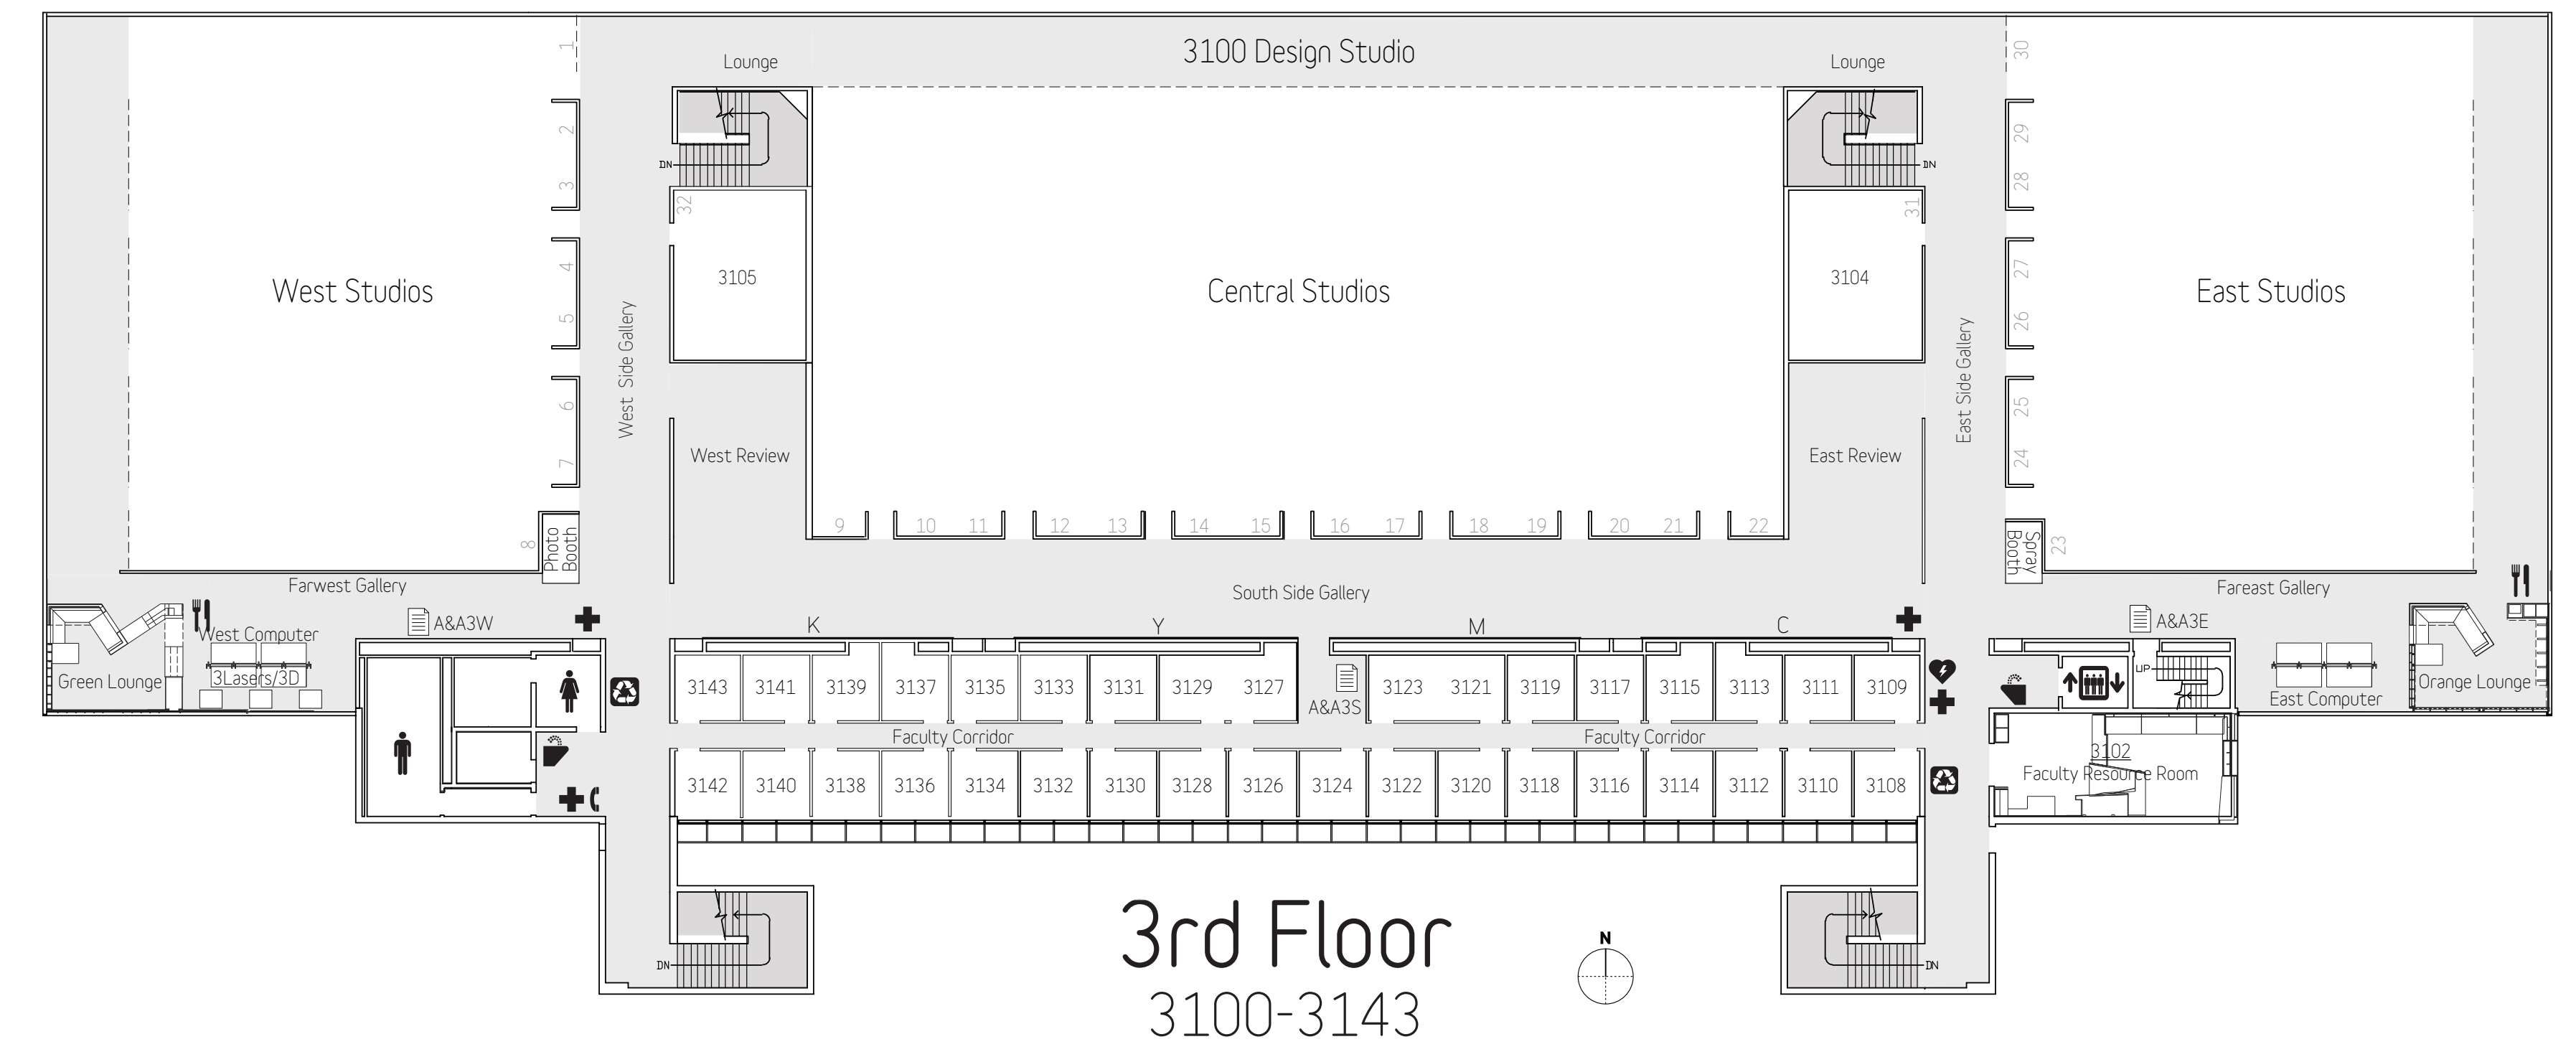 3100 Design Studio
Lounge
Lounge
1
2
3
4
5
6
7
8
30
29
28
27
26
25
24
23
DN
DN
32
31
3105
3104
West Studios
Central Studios
East Studios
West Side Gallery
East Side Gallery
West Review
East Review
9 10 11 12 13 14 15 16 17 18 19 20 21 22
Photo
Booth
Spray
Booth
Farwest Gallery
South Side Gallery
Fareast Gallery
A&A3W
A&A3E
K Y M C
West Computer
3Lasers/3D
Green Lounge
UP
Orange Lounge
East Computer
3143 3141 3139 3137 3135 3133 3131 3129 3127 3123 3121 3119 3117 3115 3113 3111 3109
A&A3S
Faculty Corridor
Faculty Corridor
3102
Faculty Resource Room
3142 3140 3138 3136 3134 3132 3130 3128 3126 3124 3122 3120 3118 3116 3114 3112 3110 3108
DN
DN
3rd Floor
3100-3143
N